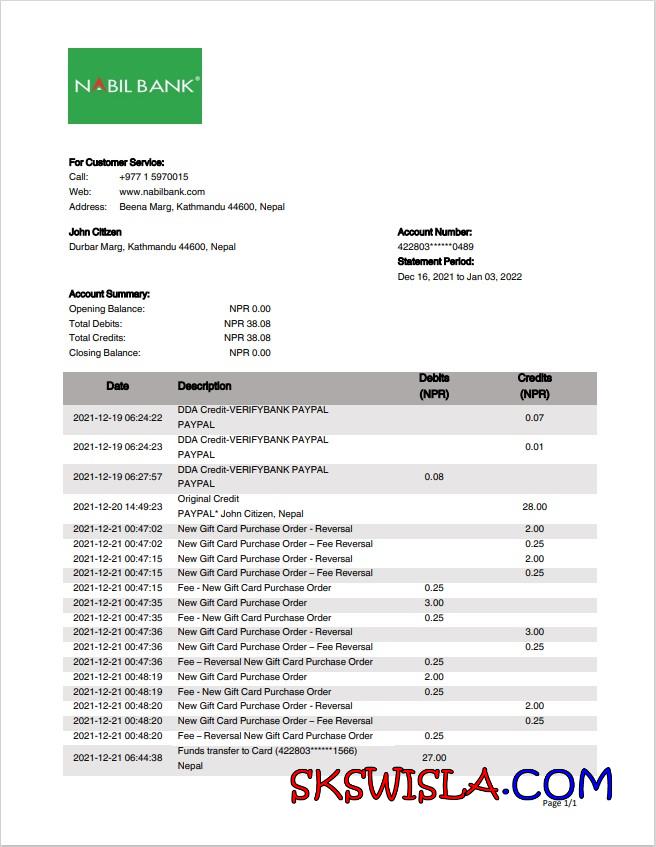 NABIL BANK®
For Customer Service:
Call: +977 1 5970015
Web: www.nabilbank.com
Address: Beena Marg, Kathmandu 44600, Nepal
John Citizen
Durbar Marg, Kathmandu 44600, Nepal
Account Number:
422803******0489
Statement Period:
Dec 16, 2021 to Jan 03, 2022
Account Summary:
Opening Balance: NPR 0.00
Total Debits: NPR 38.08
Total Credits: NPR 38.08
Closing Balance: NPR 0.00
Date Description Debits (NPR) Credits (NPR)
2021-12-19 06:24:22 DDA Credit-VERIFYBANK PAYPAL 0.07
PAYPAL
2021-12-19 06:24:23 DDA Credit-VERIFYBANK PAYPAL 0.01
PAYPAL
2021-12-19 06:27:57 DDA Credit-VERIFYBANK PAYPAL 0.08
PAYPAL
2021-12-20 14:49:23 Original Credit 28.00
PAYPAL* John Citizen, Nepal
2021-12-21 00:47:02 New Gift Card Purchase Order - Reversal 2.00
2021-12-21 00:47:02 New Gift Card Purchase Order – Fee Reversal 0.25
2021-12-21 00:47:15 New Gift Card Purchase Order - Reversal 2.00
2021-12-21 00:47:15 New Gift Card Purchase Order – Fee Reversal 0.25
2021-12-21 00:47:15 Fee - New Gift Card Purchase Order 0.25
2021-12-21 00:47:35 New Gift Card Purchase Order 3.00
2021-12-21 00:47:35 Fee - New Gift Card Purchase Order 0.25
2021-12-21 00:47:36 New Gift Card Purchase Order - Reversal 3.00
2021-12-21 00:47:36 New Gift Card Purchase Order – Fee Reversal 0.25
2021-12-21 00:47:36 Fee – Reversal New Gift Card Purchase Order 0.25
2021-12-21 00:48:19 New Gift Card Purchase Order 2.00
2021-12-21 00:48:19 Fee - New Gift Card Purchase Order 0.25
2021-12-21 00:48:20 New Gift Card Purchase Order - Reversal 2.00
2021-12-21 00:48:20 New Gift Card Purchase Order – Fee Reversal 0.25
2021-12-21 00:48:20 Fee – Reversal New Gift Card Purchase Order 0.25
2021-12-21 06:44:38 Funds transfer to Card (422803******1566) 27.00
Nepal
SKSWISLA.COM
Page 1/1